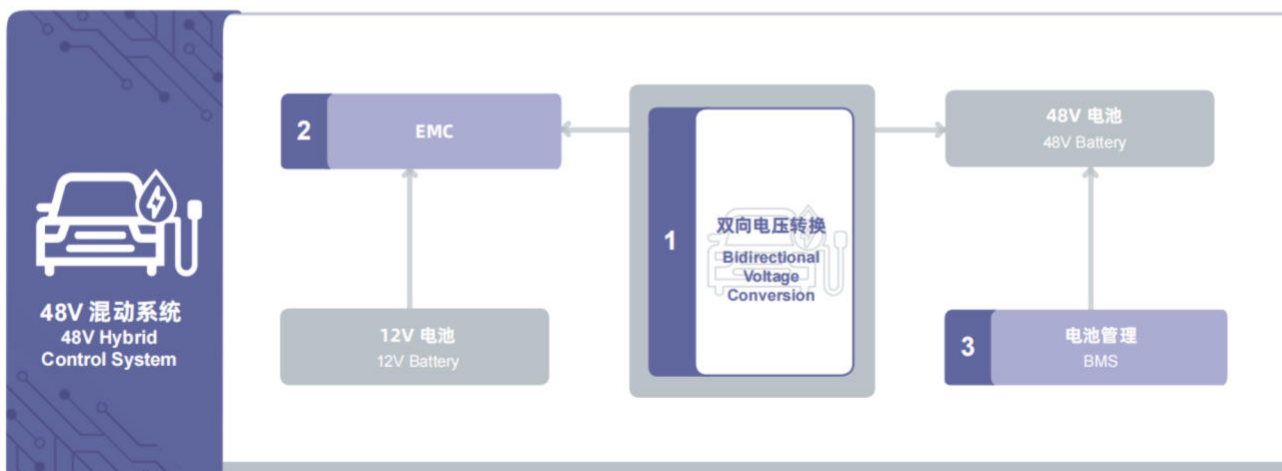 48V 混动系统
48V Hybrid
Control System
2
EMC
12V 电池
12V Battery
1
双向电压转换
Bidirectional
Voltage
Conversion
48V 电池
48V Battery
3
电池管理
BMS